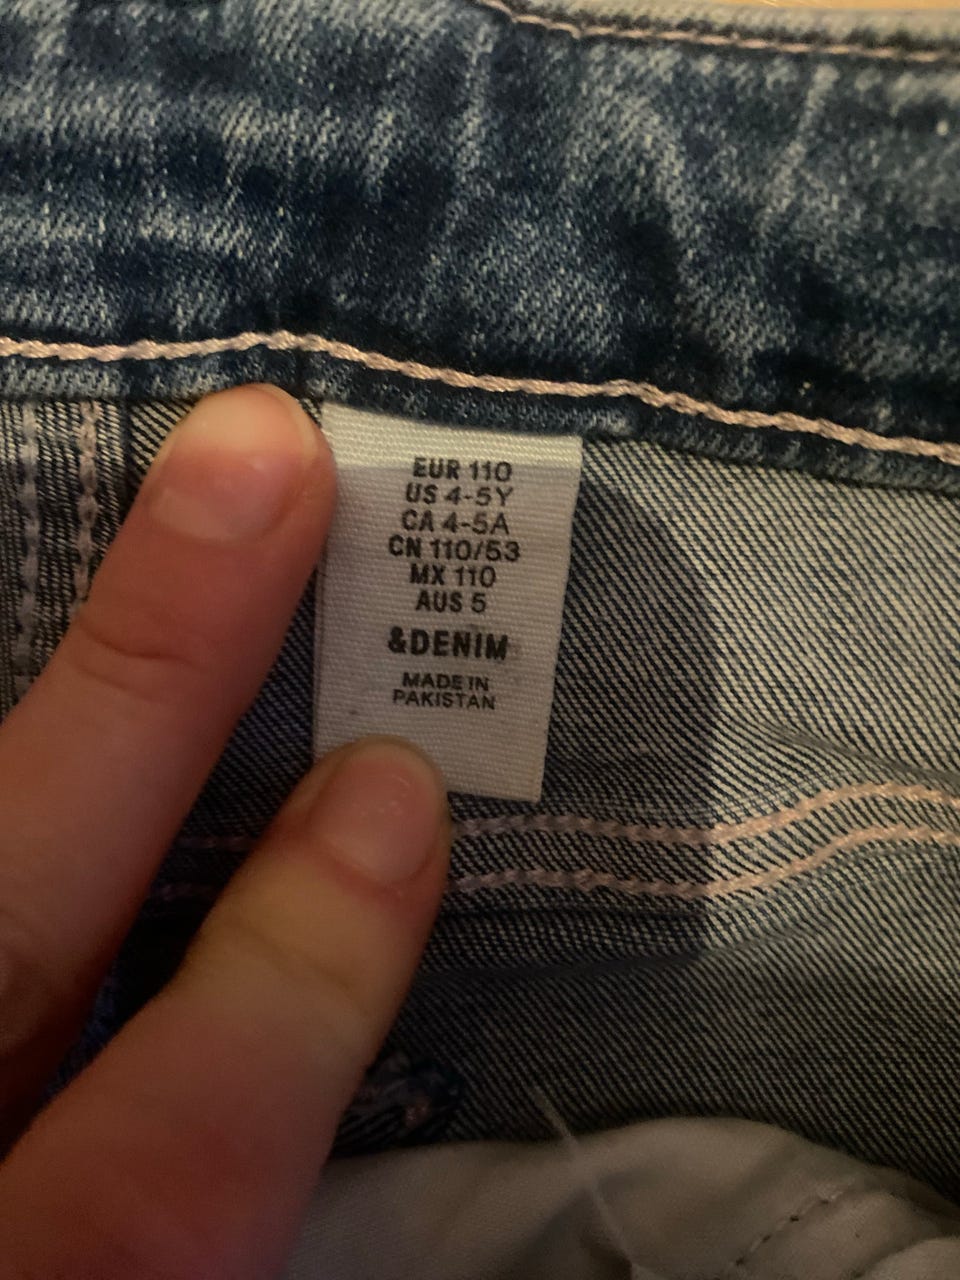 EUR 110
US 4-5Y
CA 4-5A
CN 110/53
MX 110
AUS 5
&DENIM
MADE IN
PAKISTAN